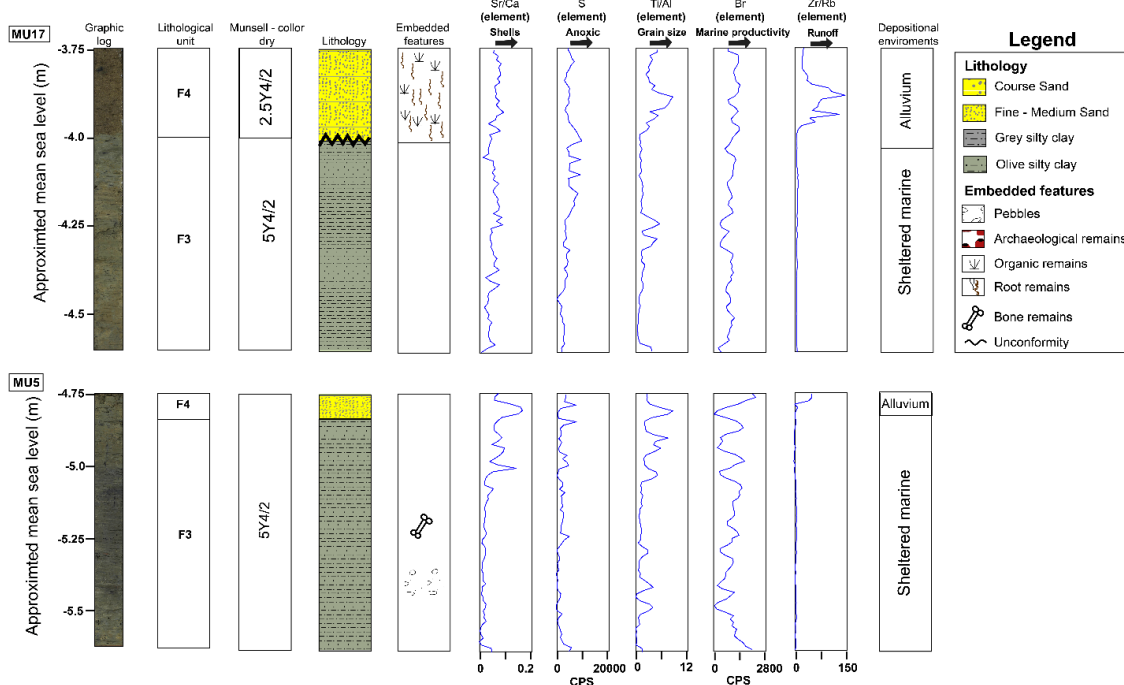 MU17
Graphic log
Lithological unit
Munsell - collor dry
Lithology
Embedded features
Sr/Ca (element) Shells
S (element) Anoxic
Ti/Al (element) Grain size
Br (element) Marine productivity
Zr/Rb (element) Runoff
Depositional enviroments
Approximted mean sea level (m)
-3.75
-4.0
-4.25
-4.5
F4
F3
2.5Y4/2
5Y4/2
Alluvium
Sheltered marine
Legend
Lithology
Course Sand
Fine - Medium Sand
Grey silty clay
Olive silty clay
Embedded features
Pebbles
Archaeological remains
Organic remains
Root remains
Bone remains
Unconformity
MU5
Approximted mean sea level (m)
-4.75
-5.0
-5.25
-5.5
F4
F3
5Y4/2
Alluvium
Sheltered marine
0 0.2
0 20000
CPS
0 12
0 2800
CPS
0 150